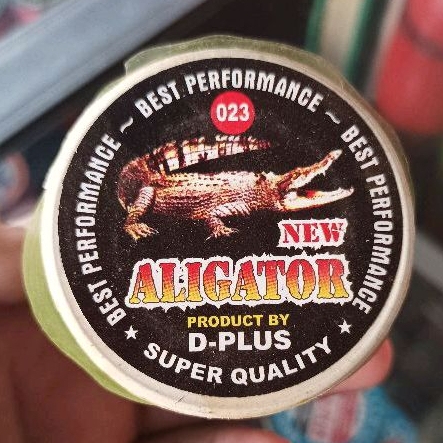 BEST PERFORMANCE ~ BEST PERFORMANCE ~ BEST PERFORMANCE
023
NEW
ALIGATOR
PRODUCT BY
D-PLUS
★ SUPER QUALITY ★